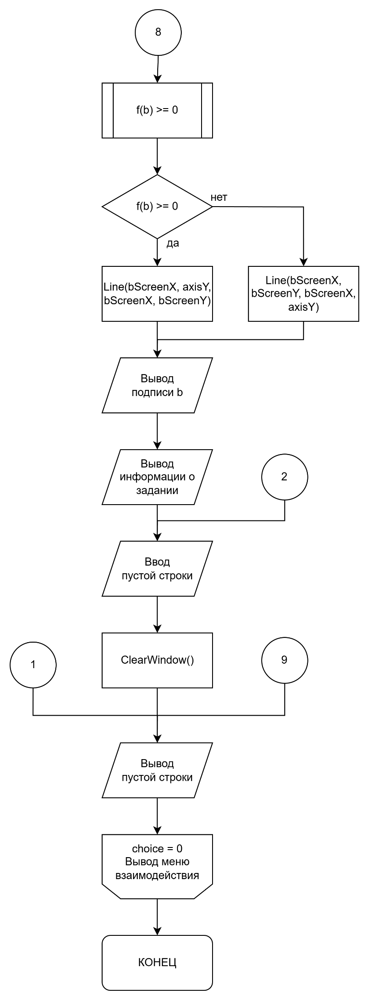 8
f(b) >= 0
f(b) >= 0
нет
да
Line(bScreenX, axisY,
bScreenX, bScreenY)
Line(bScreenX,
bScreenY, bScreenX,
axisY)
Вывод
подписи b
Вывод
информации о
задании
2
Ввод
пустой строки
ClearWindow()
1
9
Вывод
пустой строки
choice = 0
Вывод меню
взаимодействия
КОНЕЦ